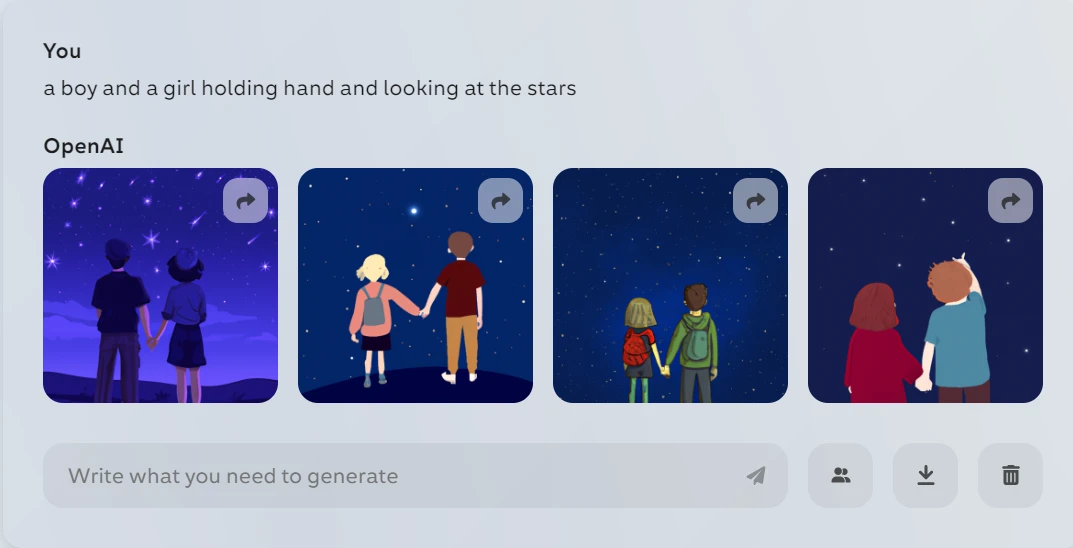 You
a boy and a girl holding hand and looking at the stars
OpenAI
Write what you need to generate